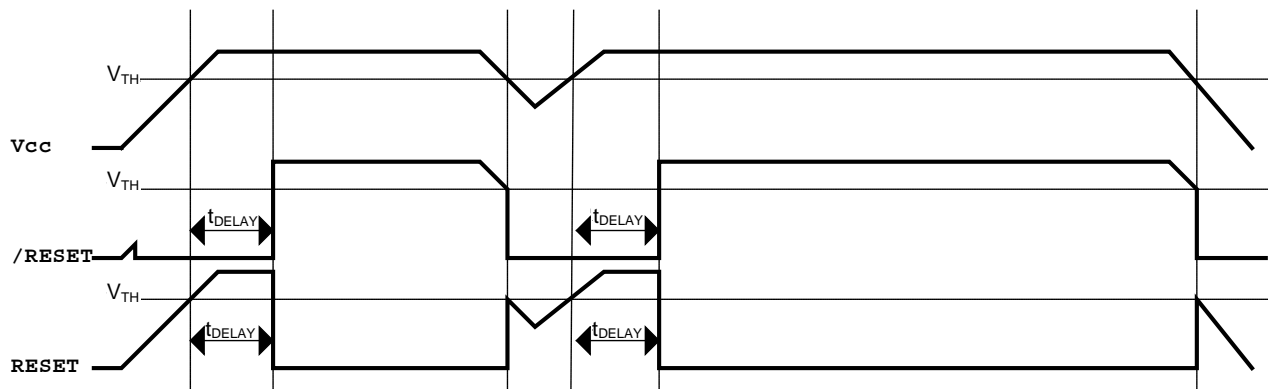 VTH
Vcc
VTH
tDELAY tDELAY
/RESET
VTH
tDELAY tDELAY
RESET